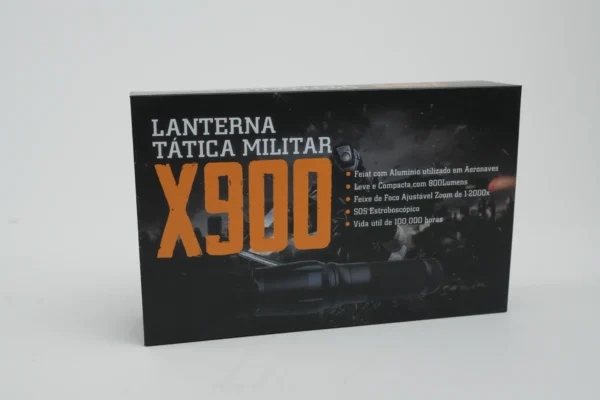 LANTERNA
TÁTICA MILITAR
X900
• Feiat com Alumínio utilizado em Aeronaves
• Leve e Compacta,com 800Lumens
• Feixe de Foco Ajustável Zoom de 1-2000x
• SOS Estroboscópico
• Vida útil de 100 000 horas